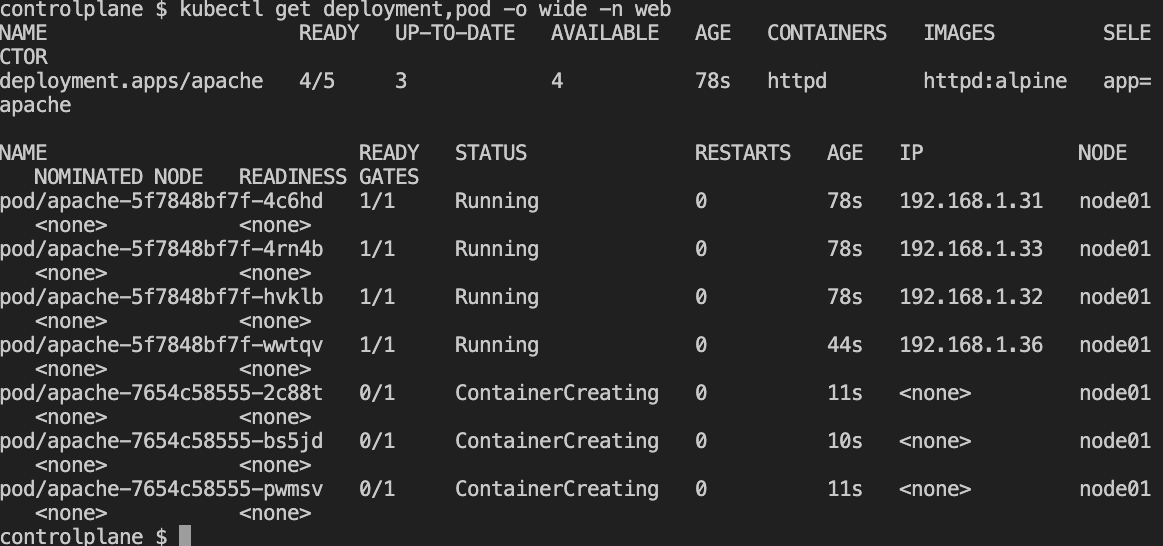 controlplane $ kubectl get deployment,pod -o wide -n web
NAME                     READY   UP-TO-DATE   AVAILABLE   AGE   CONTAINERS   IMAGES         SELE
CTOR
deployment.apps/apache   4/5     3            4           78s   httpd        httpd:alpine   app=
apache

NAME                          READY   STATUS              RESTARTS   AGE   IP             NODE
   NOMINATED NODE   READINESS GATES
pod/apache-5f7848bf7f-4c6hd   1/1     Running             0          78s   192.168.1.31   node01
   <none>           <none>
pod/apache-5f7848bf7f-4rn4b   1/1     Running             0          78s   192.168.1.33   node01
   <none>           <none>
pod/apache-5f7848bf7f-hvklb   1/1     Running             0          78s   192.168.1.32   node01
   <none>           <none>
pod/apache-5f7848bf7f-wwtqv   1/1     Running             0          44s   192.168.1.36   node01
   <none>           <none>
pod/apache-7654c58555-2c88t   0/1     ContainerCreating   0          11s   <none>         node01
   <none>           <none>
pod/apache-7654c58555-bs5jd   0/1     ContainerCreating   0          10s   <none>         node01
   <none>           <none>
pod/apache-7654c58555-pwmsv   0/1     ContainerCreating   0          11s   <none>         node01
   <none>           <none>
controlplane $